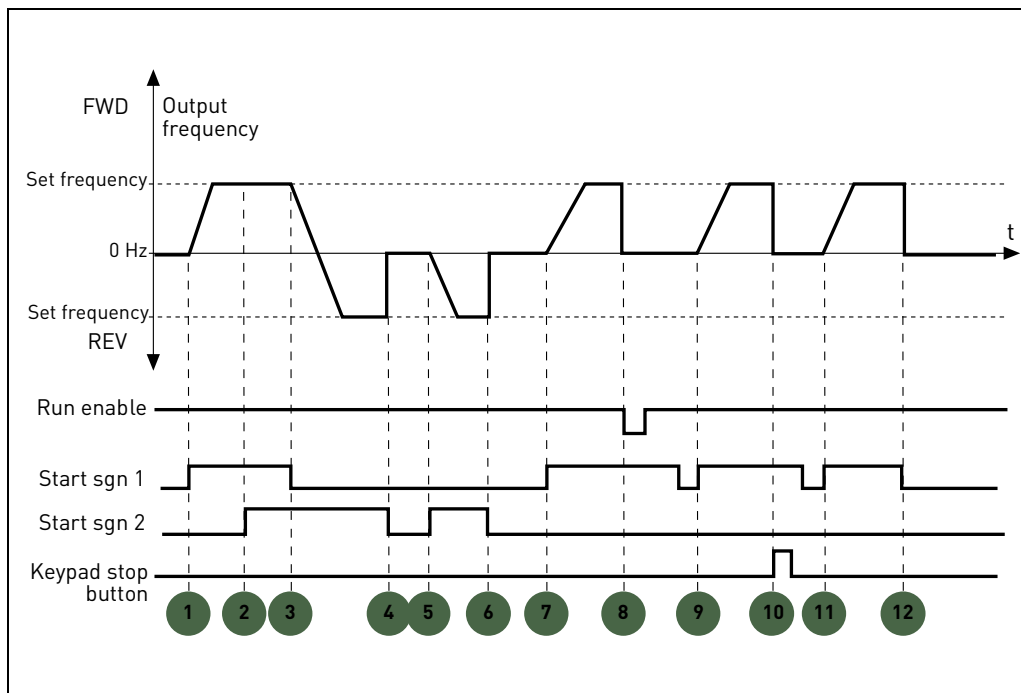 FWD
Output
frequency
Set frequency
0 Hz
t
Set frequency
REV
Run enable
Start sgn 1
Start sgn 2
Keypad stop
button
1 2 3 4 5 6 7 8 9 10 11 12